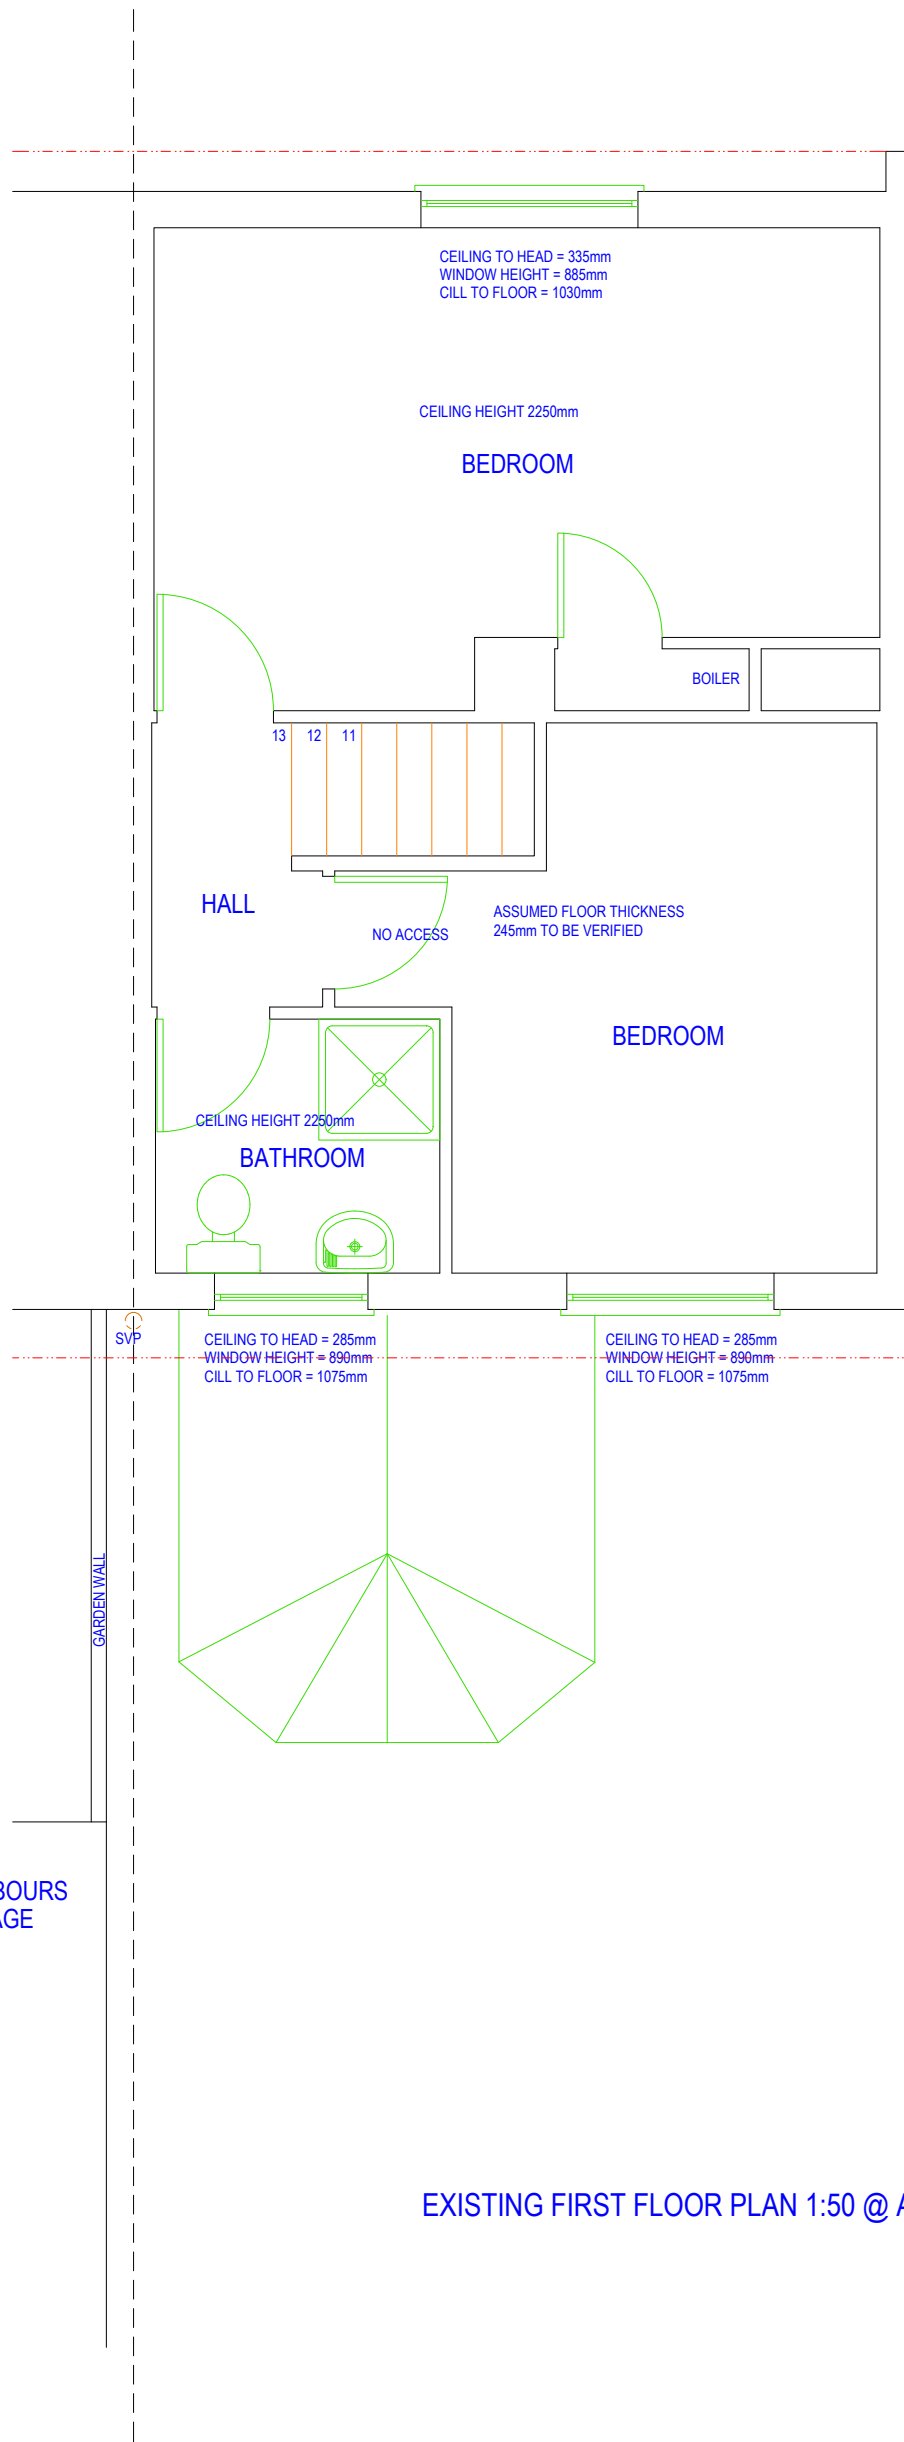 CEILING TO HEAD = 335mm
WINDOW HEIGHT = 885mm
CILL TO FLOOR = 1030mm
CEILING HEIGHT 2250mm
BEDROOM
BOILER
13 12 11
HALL
NO ACCESS
ASSUMED FLOOR THICKNESS
245mm TO BE VERIFIED
BEDROOM
CEILING HEIGHT 2250mm
BATHROOM
SVP
CEILING TO HEAD = 285mm
WINDOW HEIGHT = 890mm
CILL TO FLOOR = 1075mm
CEILING TO HEAD = 285mm
WINDOW HEIGHT = 890mm
CILL TO FLOOR = 1075mm
GARDEN WALL
BOURS
AGE
EXISTING FIRST FLOOR PLAN 1:50 @ A